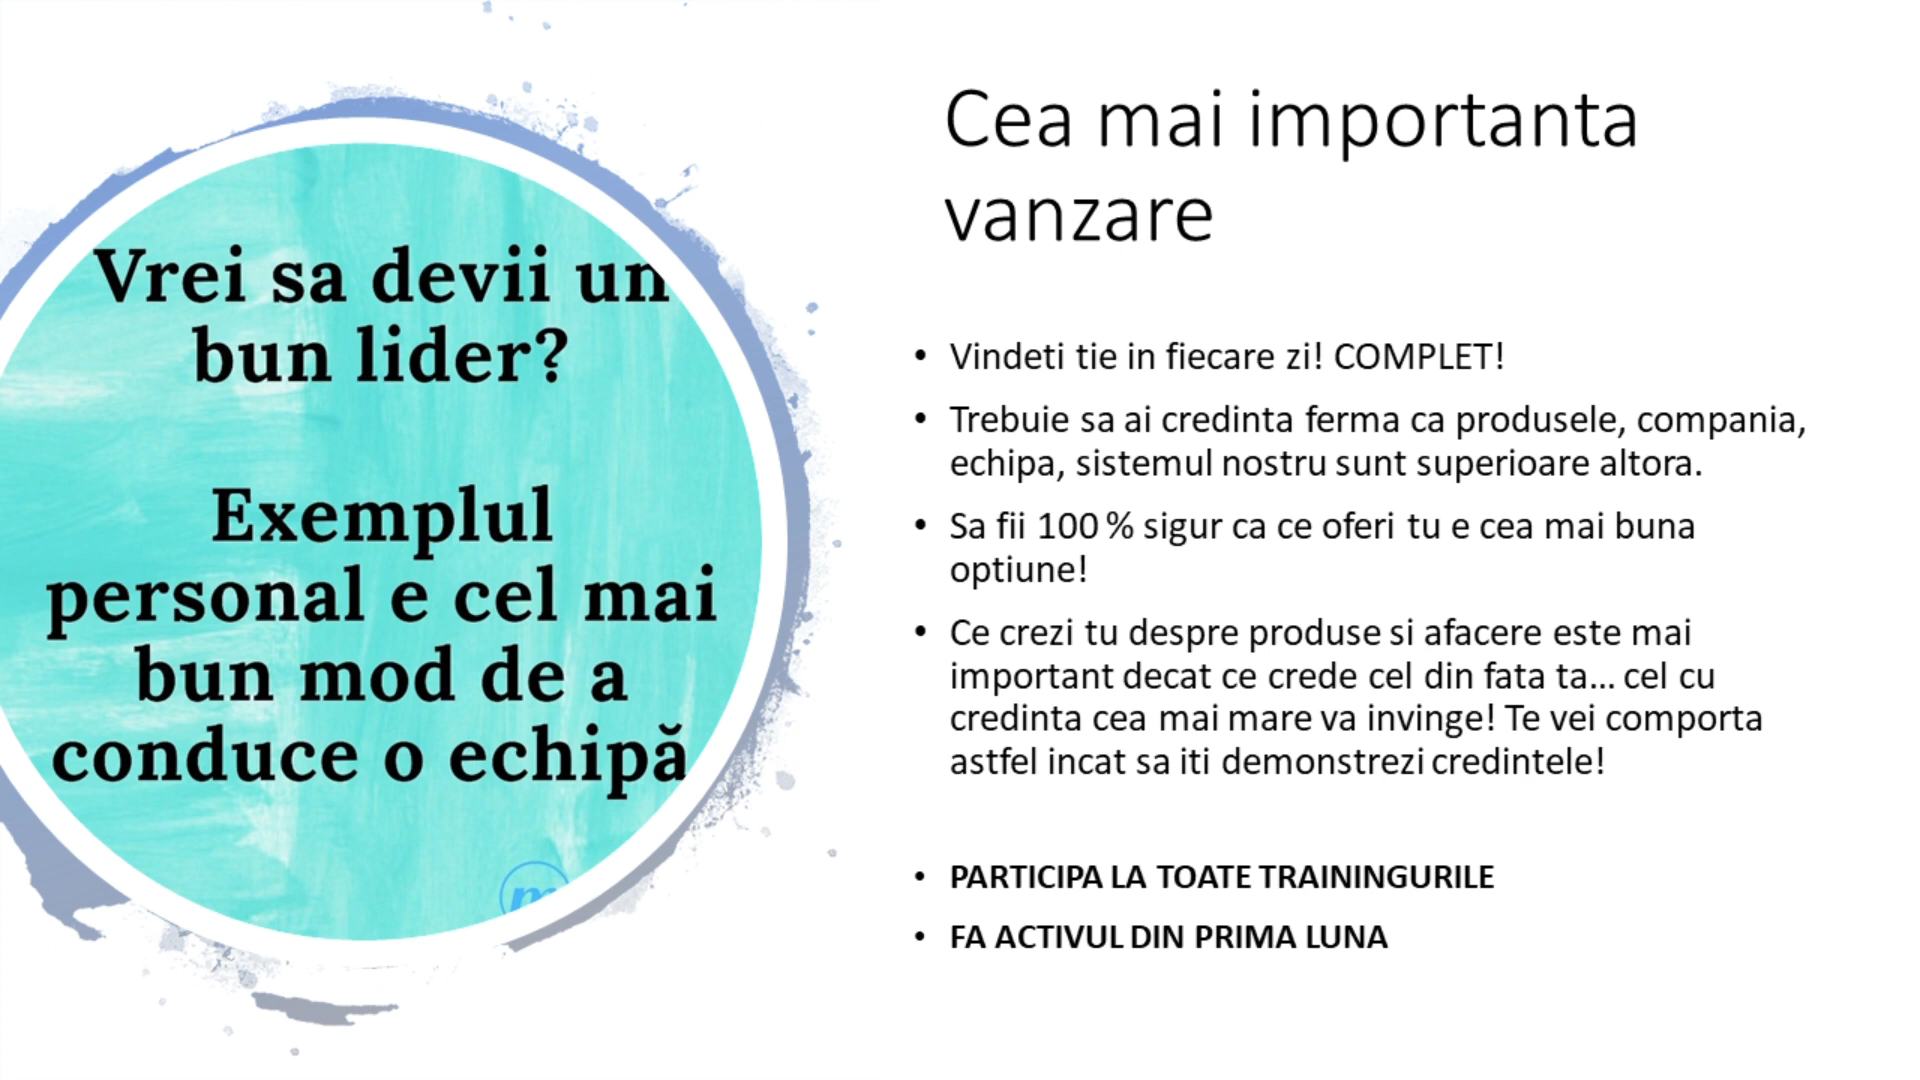 Vrei sa devii un
bun lider?
Exemplul
personal e cel mai
bun mod de a
conduce o echipă
Cea mai importanta
vanzare
• Vindeti tie in fiecare zi! COMPLET!
• Trebuie sa ai credinta ferma ca produsele, compania,
echipa, sistemul nostru sunt superioare altora.
• Sa fii 100 % sigur ca ce oferi tu e cea mai buna
optiune!
• Ce crezi tu despre produse si afacere este mai
important decat ce crede cel din fata ta... cel cu
credinta cea mai mare va invinge! Te vei comporta
astfel incat sa iti demonstrezi credintele!
• PARTICIPA LA TOATE TRAININGURILE
• FA ACTIVUL DIN PRIMA LUNA